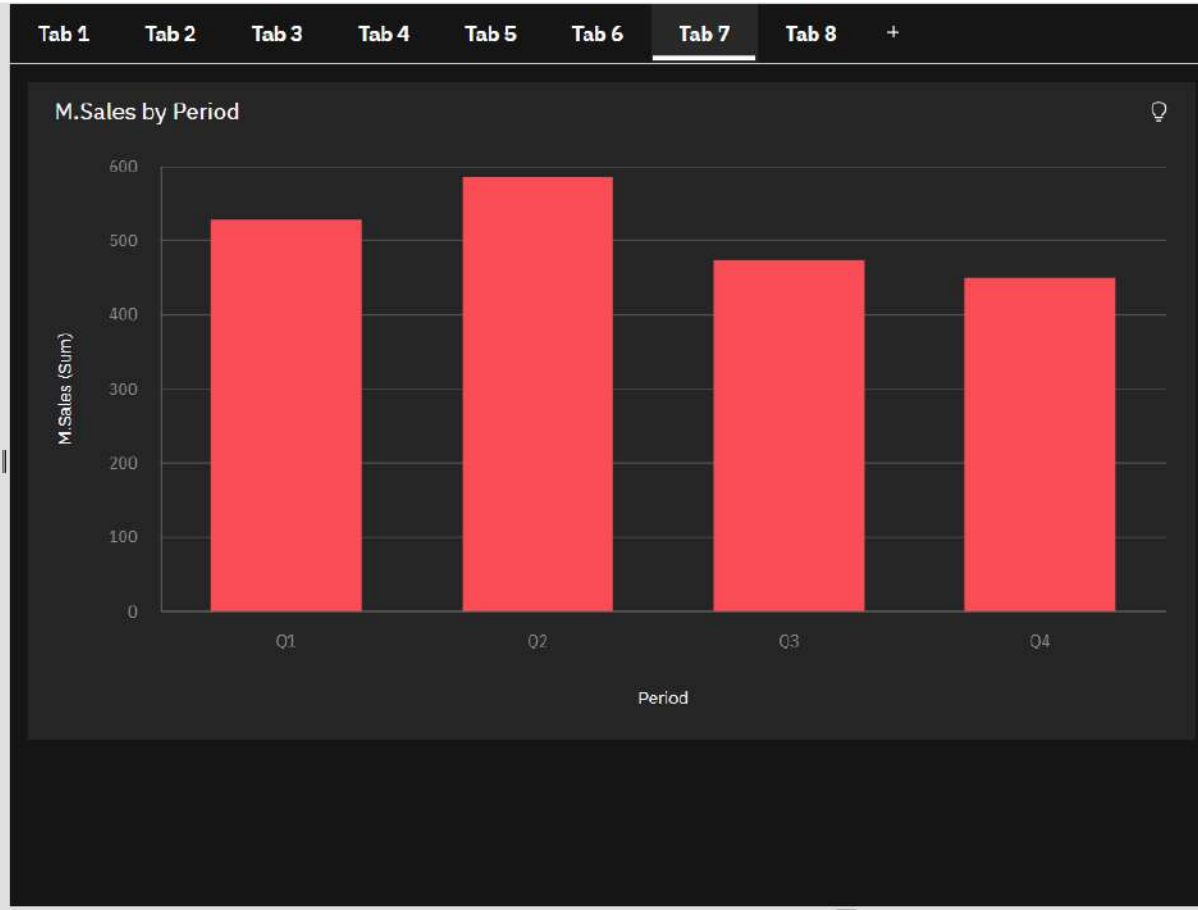 Tab 1 Tab 2 Tab 3 Tab 4 Tab 5 Tab 6 Tab 7 Tab 8 +
M.Sales by Period
600
500
400
300
200
100
0
M.Sales (Sum)
Q1 Q2 Q3 Q4
Period